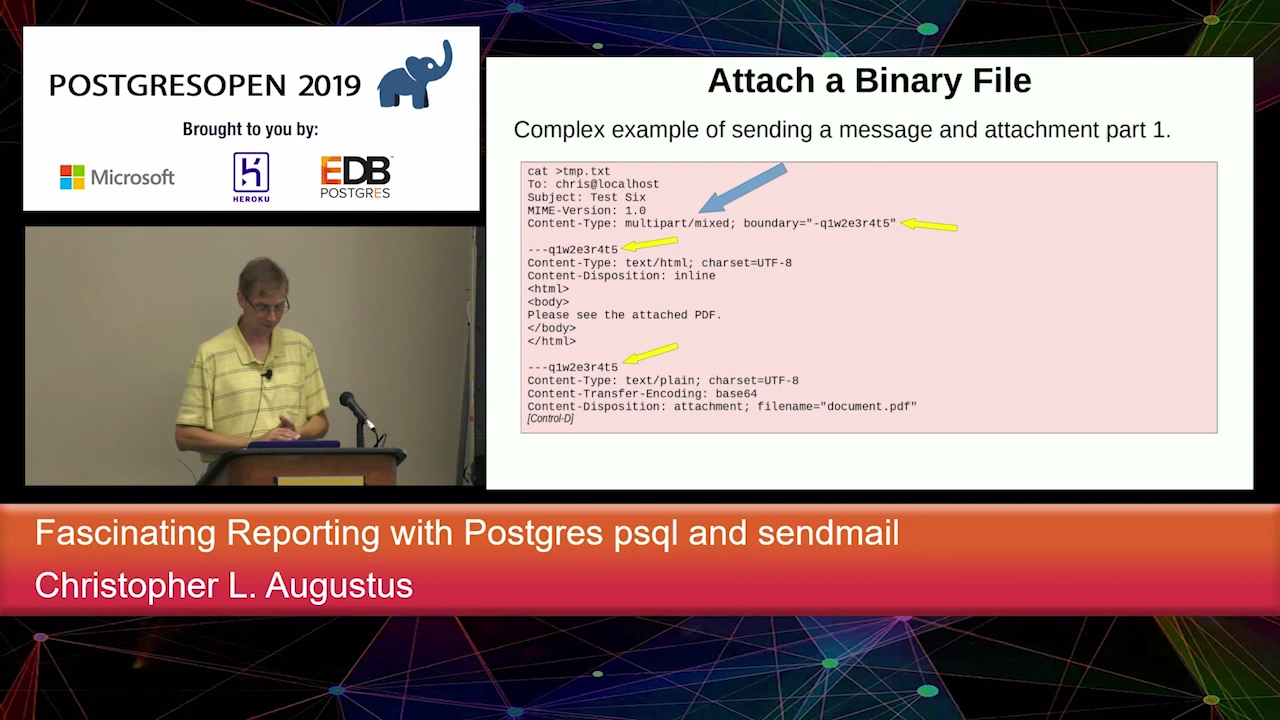 POSTGRESOPEN 2019
Brought to you by:
Microsoft
HEROKU
EDB
POSTGRES
Attach a Binary File
Complex example of sending a message and attachment part 1.
cat >tmp.txt
To: chris@localhost
Subject: Test Six
MIME-Version: 1.0
Content-Type: multipart/mixed; boundary="-q1w2e3r4t5"
---q1w2e3r4t5
Content-Type: text/html; charset=UTF-8
Content-Disposition: inline
<html>
<body>
Please see the attached PDF.
</body>
</html>
---q1w2e3r4t5
Content-Type: text/plain; charset=UTF-8
Content-Transfer-Encoding: base64
Content-Disposition: attachment; filename="document.pdf"
[Control-D]
Fascinating Reporting with Postgres psql and sendmail
Christopher L. Augustus